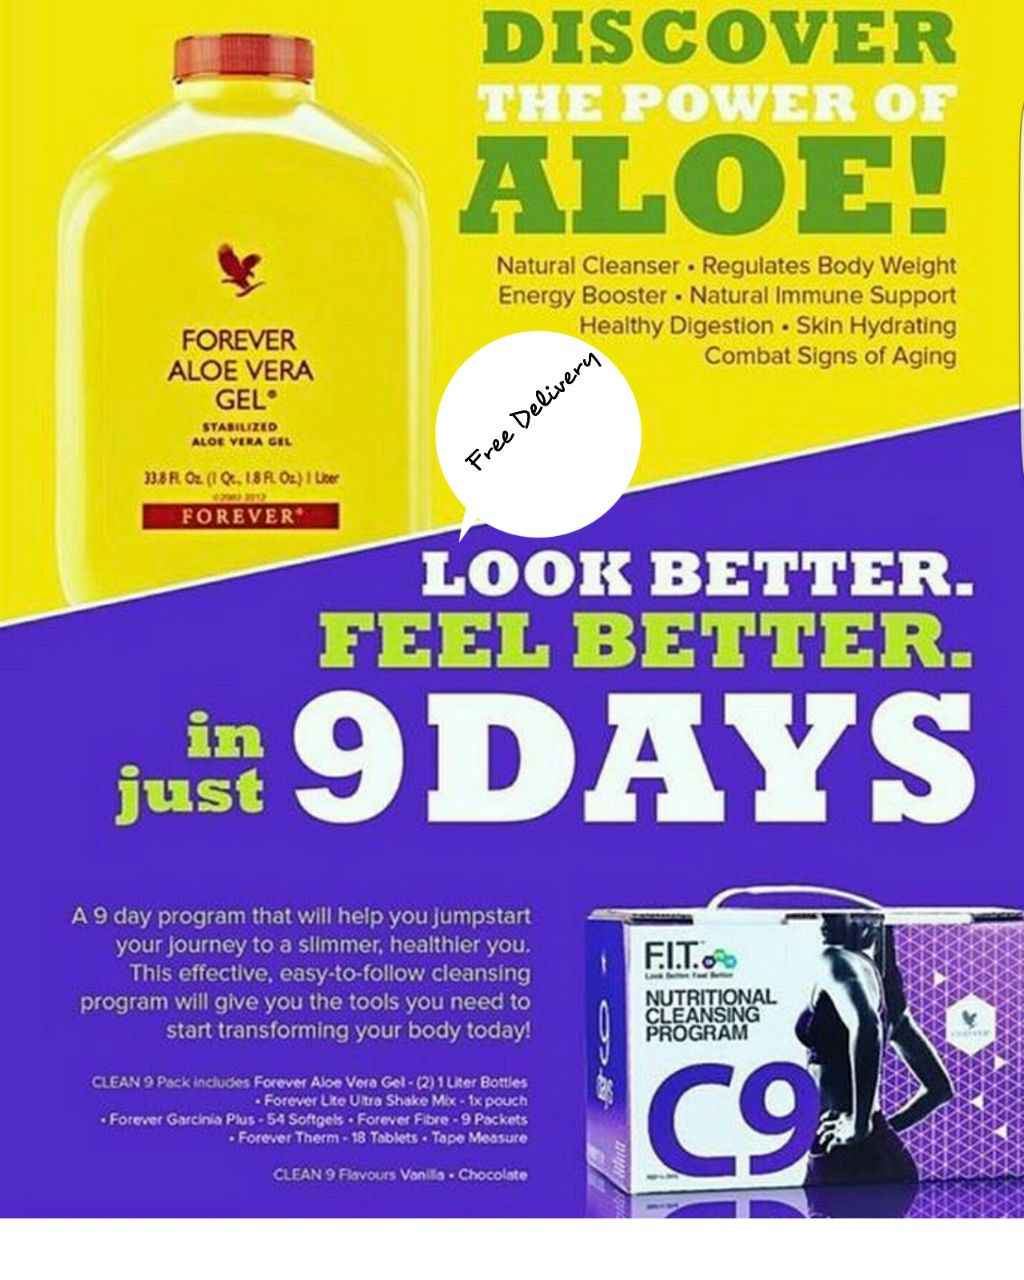 DISCOVER
THE POWER OF
ALOE!
Natural Cleanser • Regulates Body Weight
Energy Booster • Natural Immune Support
Healthy Digestion • Skin Hydrating
Combat Signs of Aging
FOREVER
ALOE VERA
GEL®
STABILIZED
ALOE VERA GEL
33.8 Fl. Oz. (1 Qt., 1.8 Fl. Oz.) 1 Liter
©2002-2012
FOREVER®
Free Delivery
LOOK BETTER.
FEEL BETTER.
in
just
9 DAYS
A 9 day program that will help you jumpstart
your journey to a slimmer, healthier you.
This effective, easy-to-follow cleansing
program will give you the tools you need to
start transforming your body today!
CLEAN 9 Pack includes Forever Aloe Vera Gel - (2) 1 Liter Bottles
• Forever Lite Ultra Shake Mix - 1x pouch
• Forever Garcinia Plus - 54 Softgels • Forever Fibre - 9 Packets
• Forever Therm - 18 Tablets • Tape Measure
CLEAN 9 Flavours Vanilla • Chocolate
F.I.T.™
Look Better. Feel Better
NUTRITIONAL
CLEANSING
PROGRAM
C9
9
days